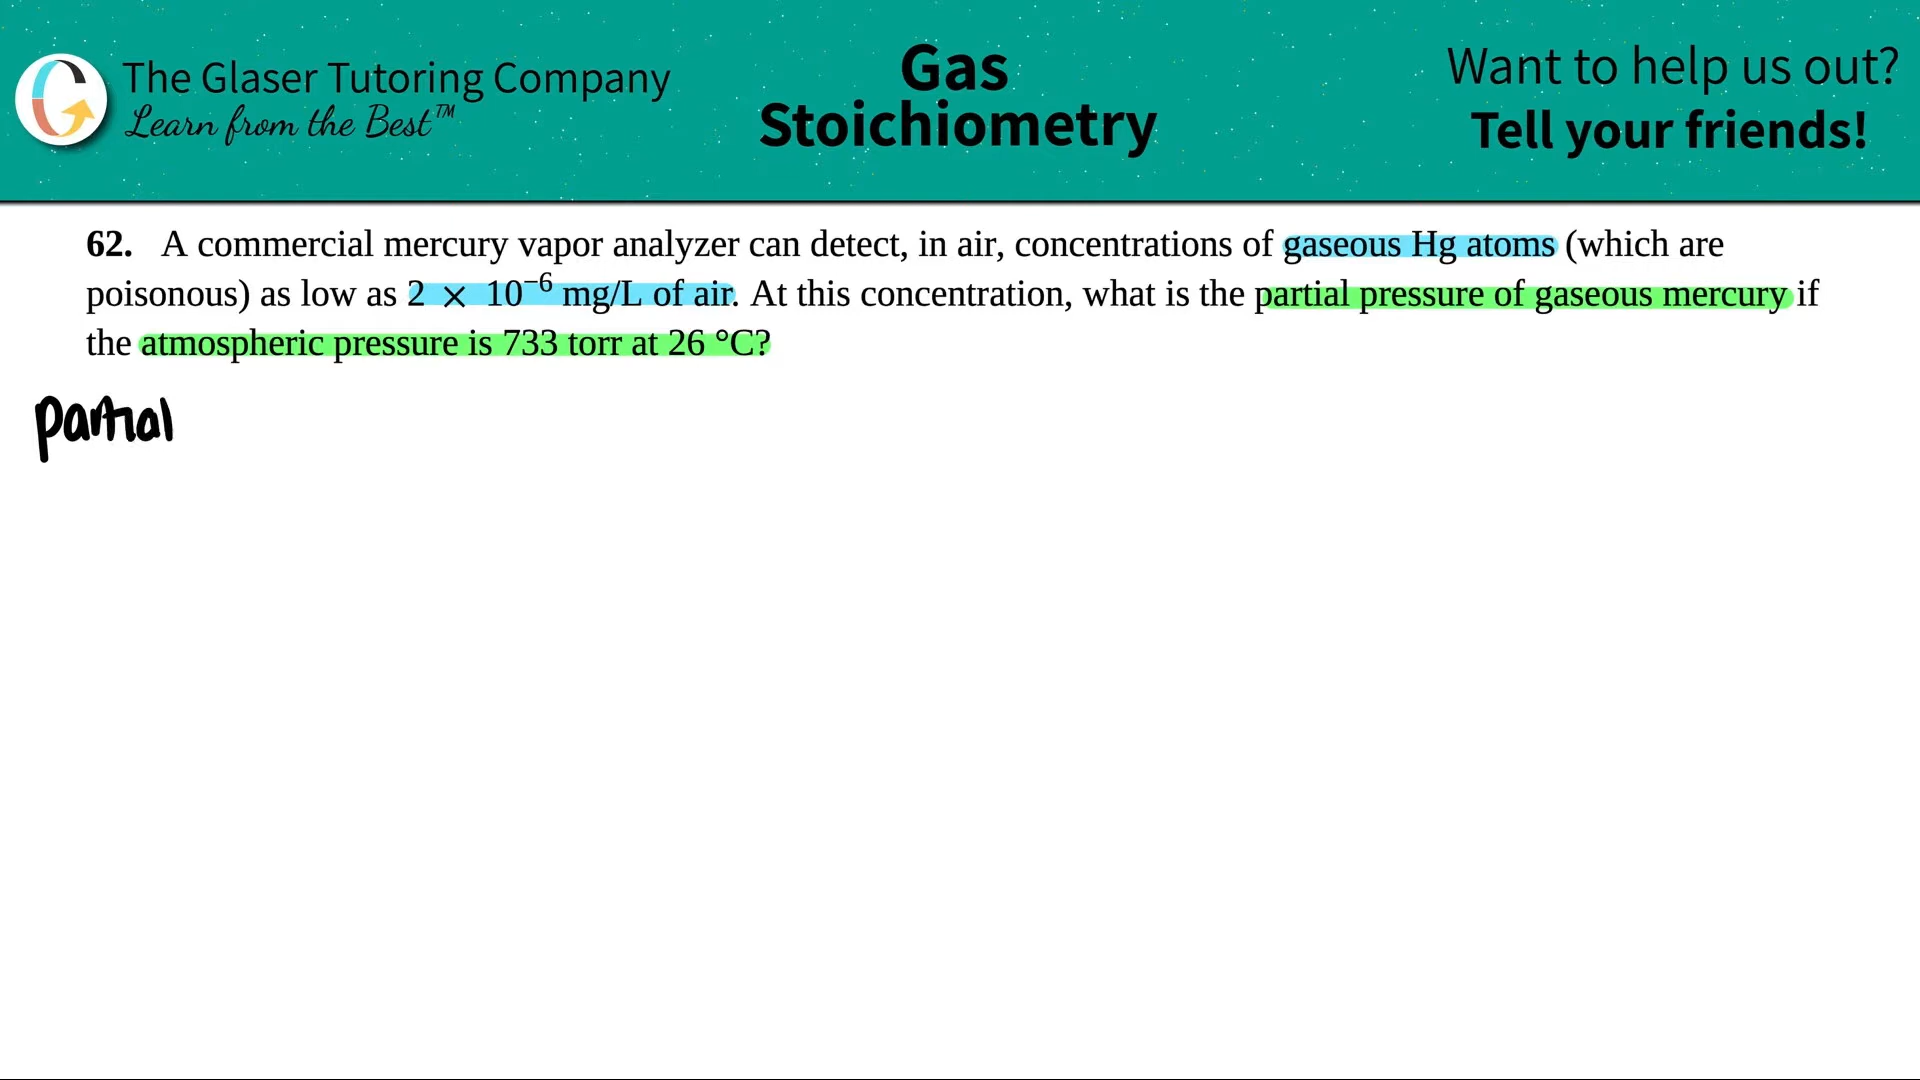 The Glaser Tutoring Company
Learn from the Best™
Gas
Stoichiometry
Want to help us out?
Tell your friends!
62. A commercial mercury vapor analyzer can detect, in air, concentrations of gaseous Hg atoms (which are
poisonous) as low as 2 × 10⁻⁶ mg/L of air. At this concentration, what is the partial pressure of gaseous mercury if
the atmospheric pressure is 733 torr at 26 °C?
partial